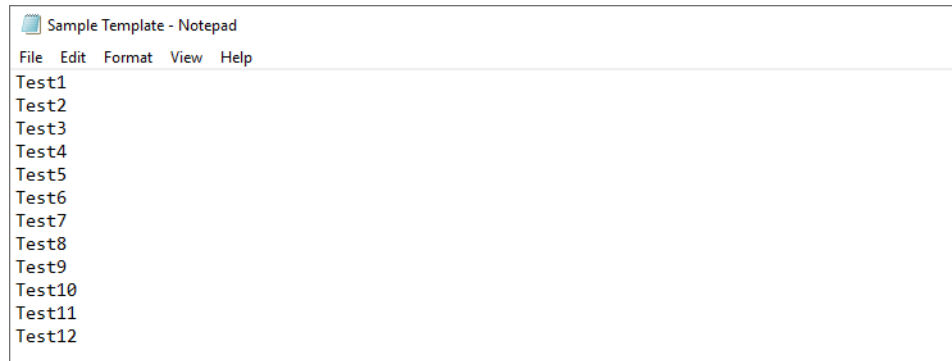 Sample Template - Notepad
File Edit Format View Help
Test1
Test2
Test3
Test4
Test5
Test6
Test7
Test8
Test9
Test10
Test11
Test12